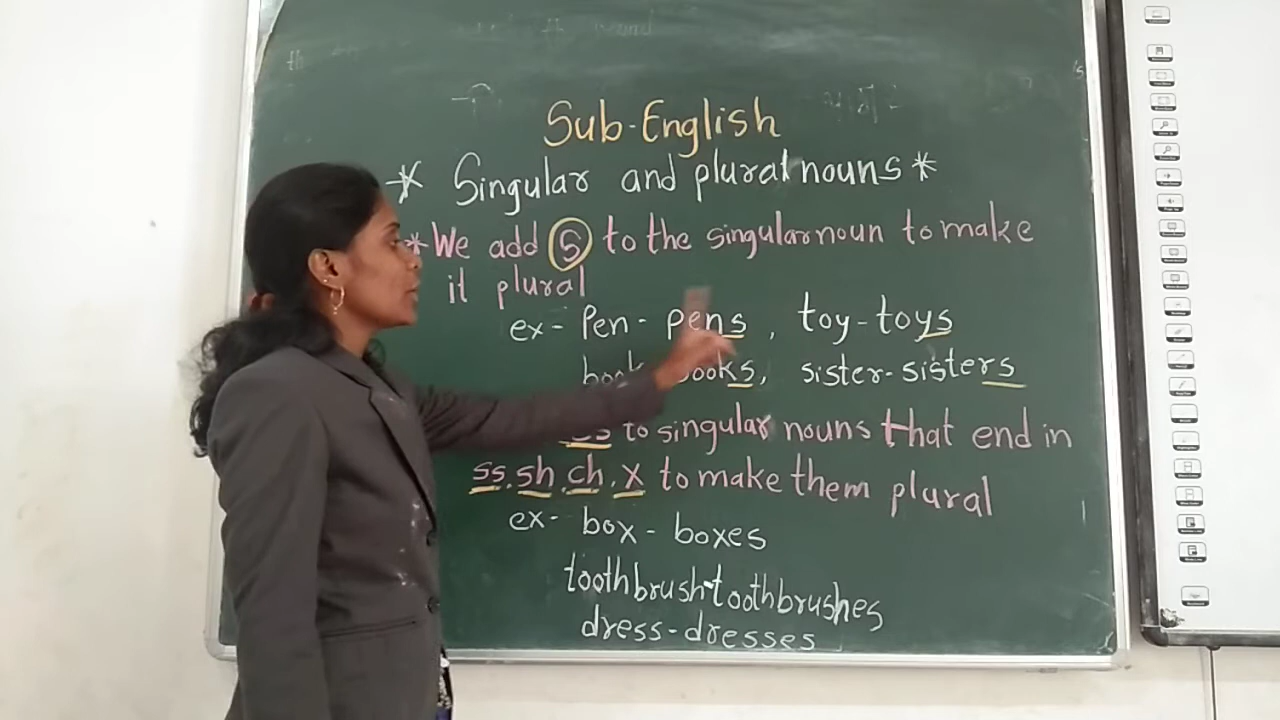 Sub-English
* Singular and plural nouns *
* We add s to the singular noun to make
it plural
ex- Pen - pens, toy-toys
book books, sister-sisters
es to singular nouns that end in
ss, sh, ch, x to make them plural
ex- box - boxes
toothbrush-toothbrushes
dress-dresses